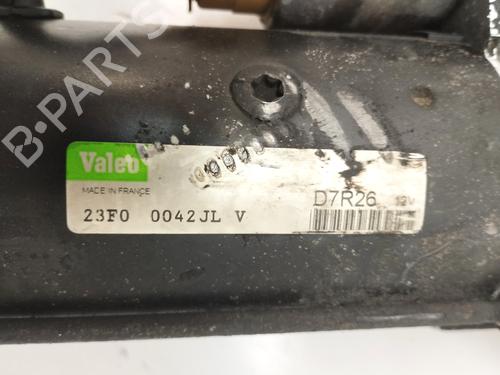 B-PARTS
Valeo
MADE IN FRANCE
23F0 0042JL V
D7R26 12V